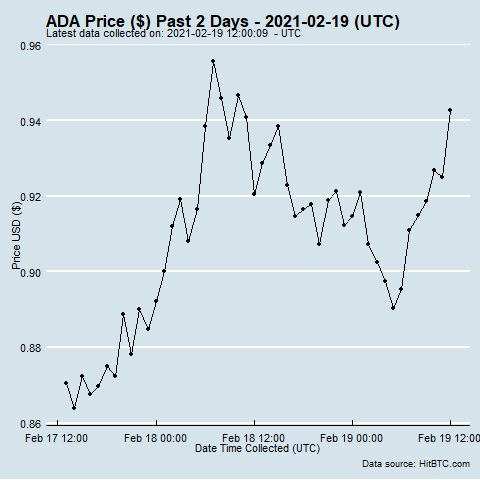 ADA Price ($) Past 2 Days - 2021-02-19 (UTC)
Latest data collected on: 2021-02-19 12:00:09 - UTC
0.96
0.94
0.92
0.90
0.88
0.86
Price USD ($)
Feb 17 12:00 Feb 18 00:00 Feb 18 12:00 Feb 19 00:00 Feb 19 12:00
Date Time Collected (UTC)
Data source: HitBTC.com